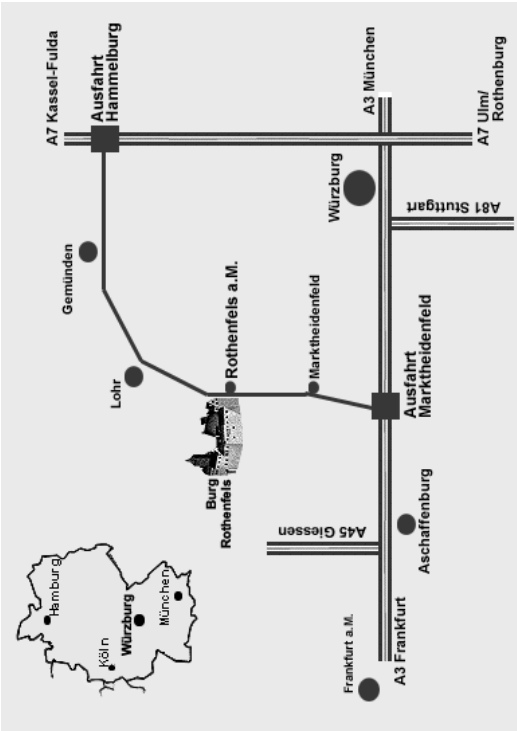 Hamburg
Köln
Würzburg
München
A7 Kassel-Fulda
Ausfahrt
Hammelburg
Gemünden
Lohr
Burg
Rothenfels
Rothenfels a.M.
Marktheidenfeld
Würzburg
A3 München
A7 Ulm/
Rothenburg
A81 Stuttgart
Ausfahrt
Marktheidenfeld
A45 Giessen
Aschaffenburg
Frankfurt a.M.
A3 Frankfurt